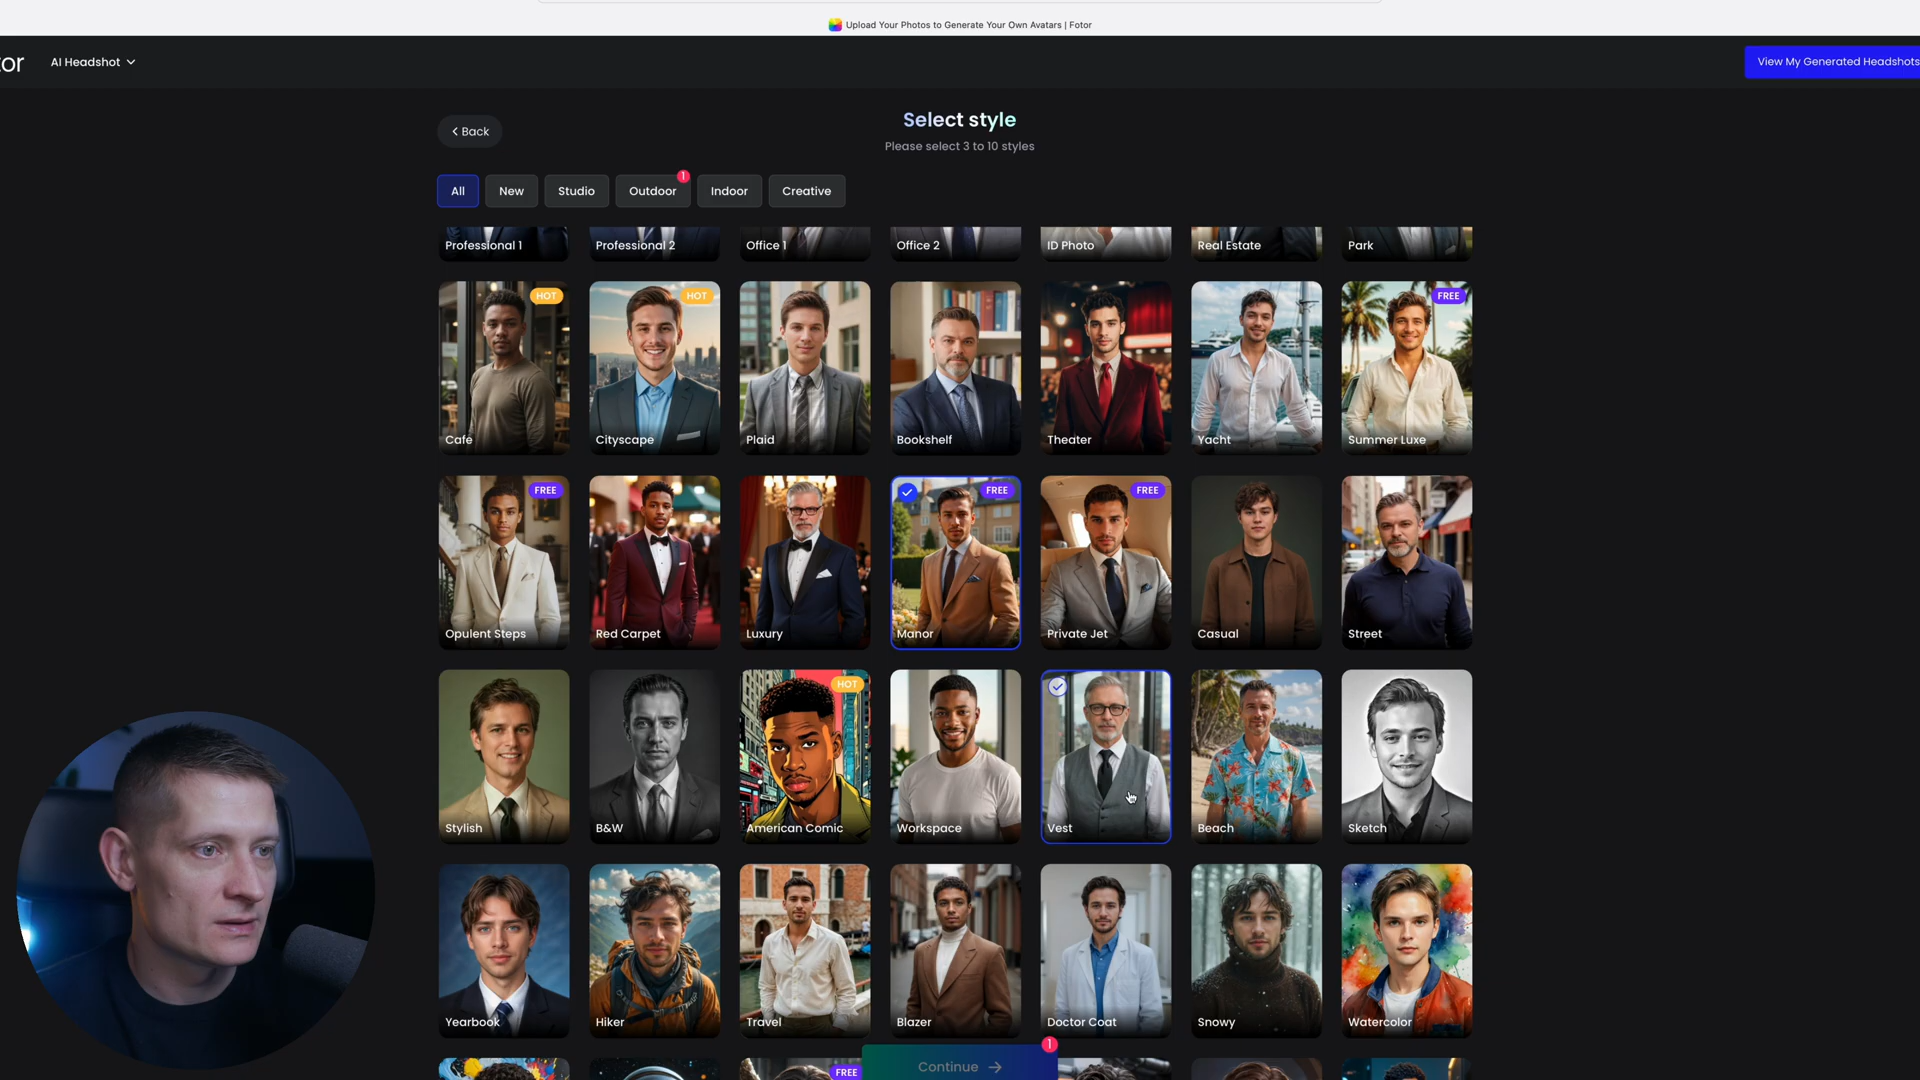 Upload Your Photos to Generate Your Own Avatars | Fotor
or
AI Headshot
View My Generated Headshots
Back
Select style
Please select 3 to 10 styles
All
New
Studio
Outdoor
1
Indoor
Creative
Professional 1
Professional 2
Office 1
Office 2
ID Photo
Real Estate
Park
HOT
HOT
FREE
Cafe
Cityscape
Plaid
Bookshelf
Theater
Yacht
Summer Luxe
FREE
FREE
FREE
Opulent Steps
Red Carpet
Luxury
Manor
Private Jet
Casual
Street
HOT
Stylish
B&W
American Comic
Workspace
Vest
Beach
Sketch
Yearbook
Hiker
Travel
Blazer
Doctor Coat
Snowy
Watercolor
FREE
Continue
1